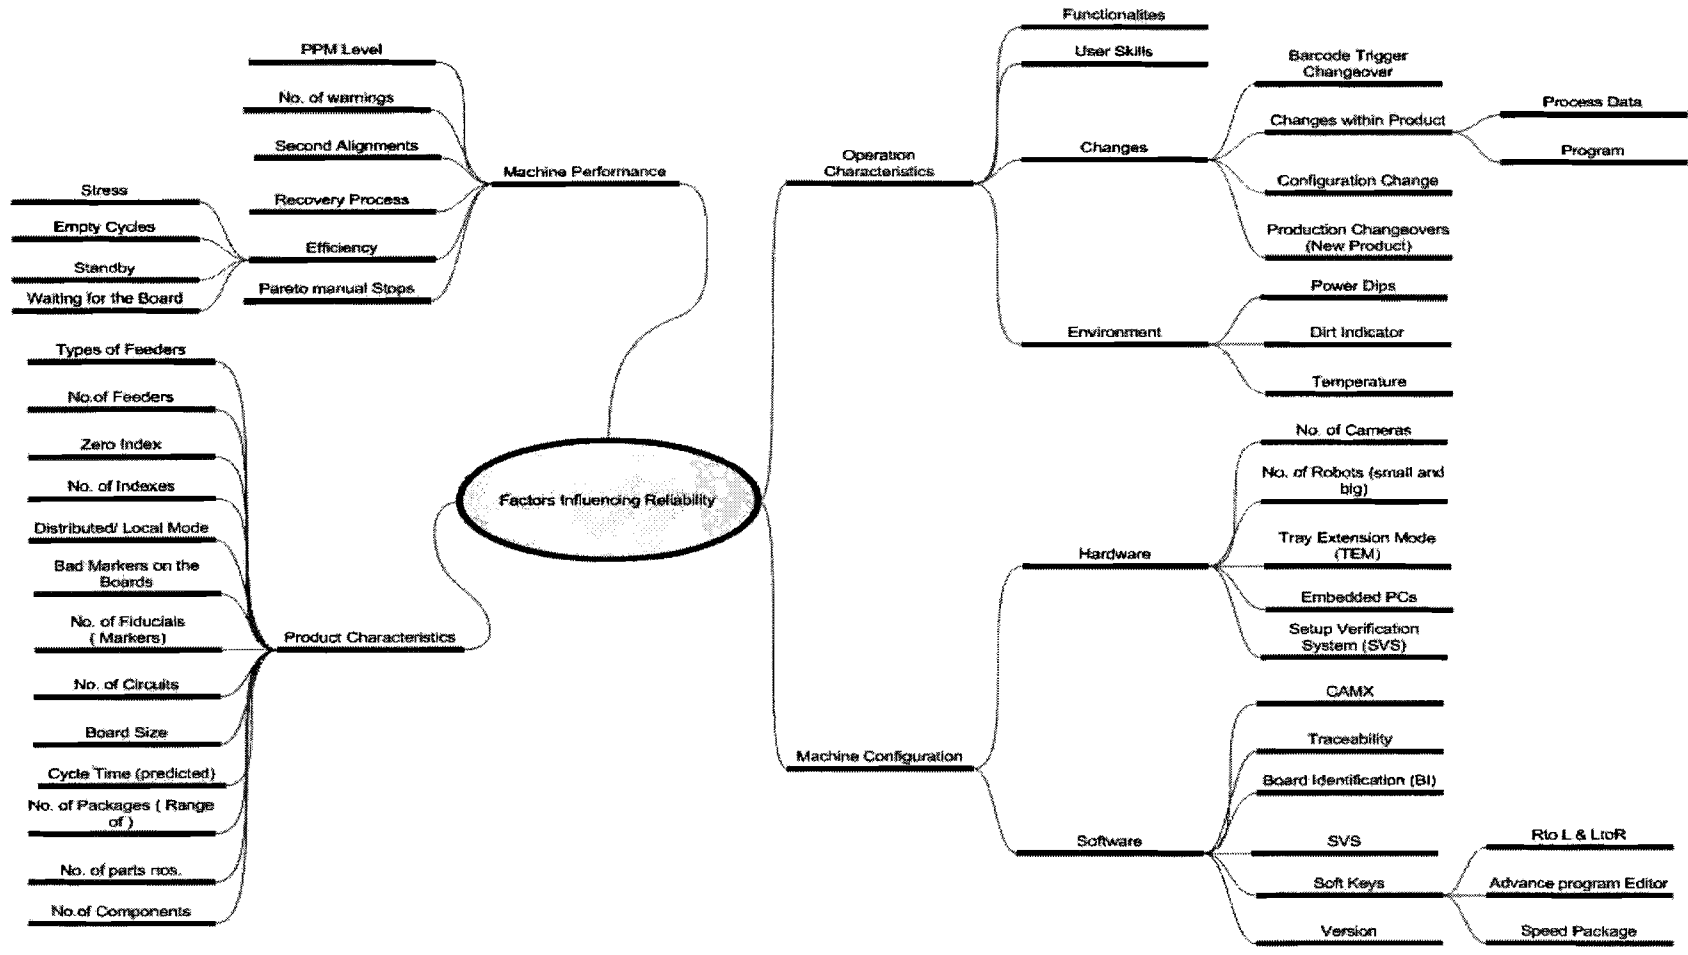 Factors Influencing Reliability
Machine Performance
PPM Level
No. of warnings
Second Alignments
Recovery Process
Efficiency
Stress
Empty Cycles
Standby
Waiting for the Board
Pareto manual Stops
Product Characteristics
Types of Feeders
No.of Feeders
Zero Index
No. of Indexes
Distributed/ Local Mode
Bad Markers on the
Boards
No. of Fiducials
( Markers)
No. of Circuits
Board Size
Cycle Time (predicted)
No. of Packages ( Range
of )
No. of parts nos.
No.of Components
Operation
Characteristics
Functionalites
User Skills
Changes
Barcode Trigger
Changeover
Changes within Product
Process Data
Program
Configuration Change
Production Changeovers
(New Product)
Environment
Power Dips
Dirt Indicator
Temperature
Machine Configuration
Hardware
No. of Cameras
No. of Robots (small and
big)
Tray Extension Mode
(TEM)
Embedded PCs
Setup Verification
System (SVS)
Software
CAMX
Traceability
Board Identification (BI)
SVS
Soft Keys
Rto L & LtoR
Advance program Editor
Speed Package
Version